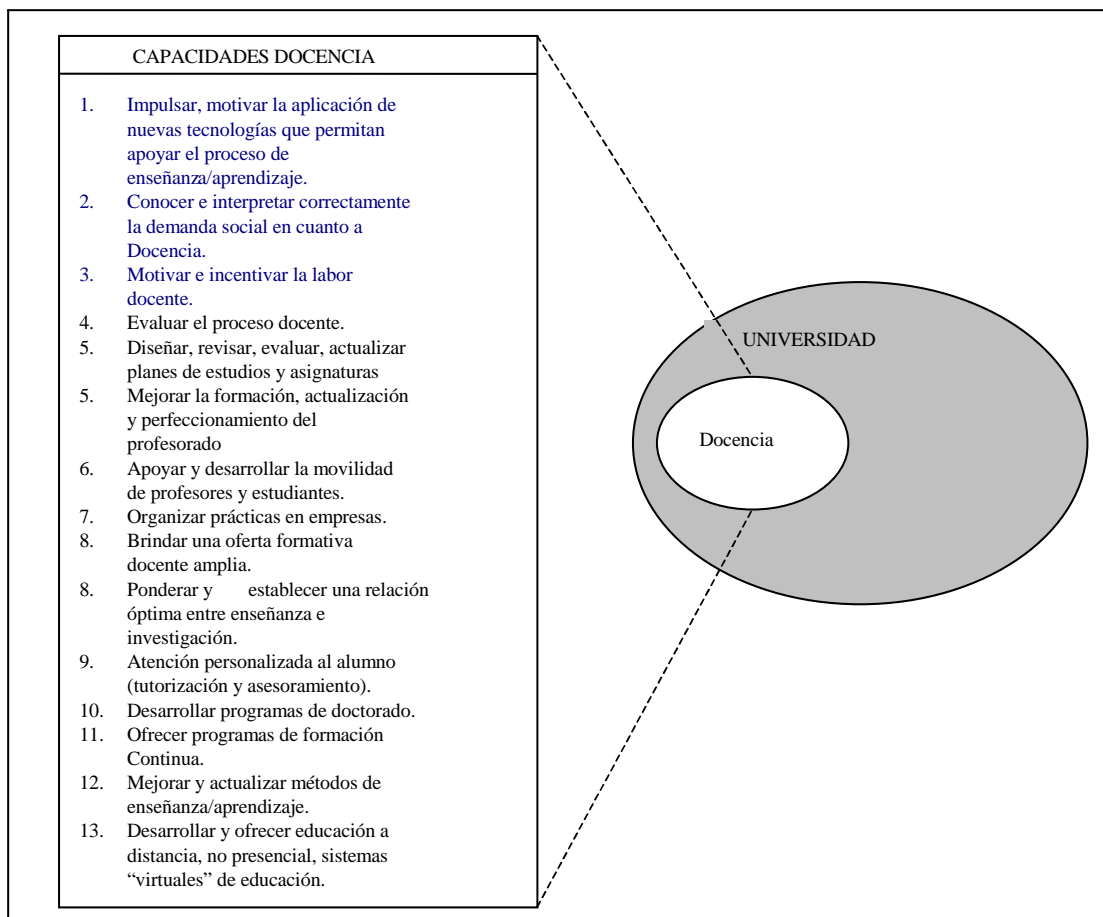 CAPACIDADES DOCENCIA
1. Impulsar, motivar la aplicación de
nuevas tecnologías que permitan
apoyar el proceso de
enseñanza/aprendizaje.
2. Conocer e interpretar correctamente
la demanda social en cuanto a
Docencia.
3. Motivar e incentivar la labor
docente.
4. Evaluar el proceso docente.
5. Diseñar, revisar, evaluar, actualizar
planes de estudios y asignaturas
5. Mejorar la formación, actualización
y perfeccionamiento del
profesorado
6. Apoyar y desarrollar la movilidad
de profesores y estudiantes.
7. Organizar prácticas en empresas.
8. Brindar una oferta formativa
docente amplia.
8. Ponderar y establecer una relación
óptima entre enseñanza e
investigación.
9. Atención personalizada al alumno
(tutorización y asesoramiento).
10. Desarrollar programas de doctorado.
11. Ofrecer programas de formación
Continua.
12. Mejorar y actualizar métodos de
enseñanza/aprendizaje.
13. Desarrollar y ofrecer educación a
distancia, no presencial, sistemas
“virtuales” de educación.
UNIVERSIDAD
Docencia